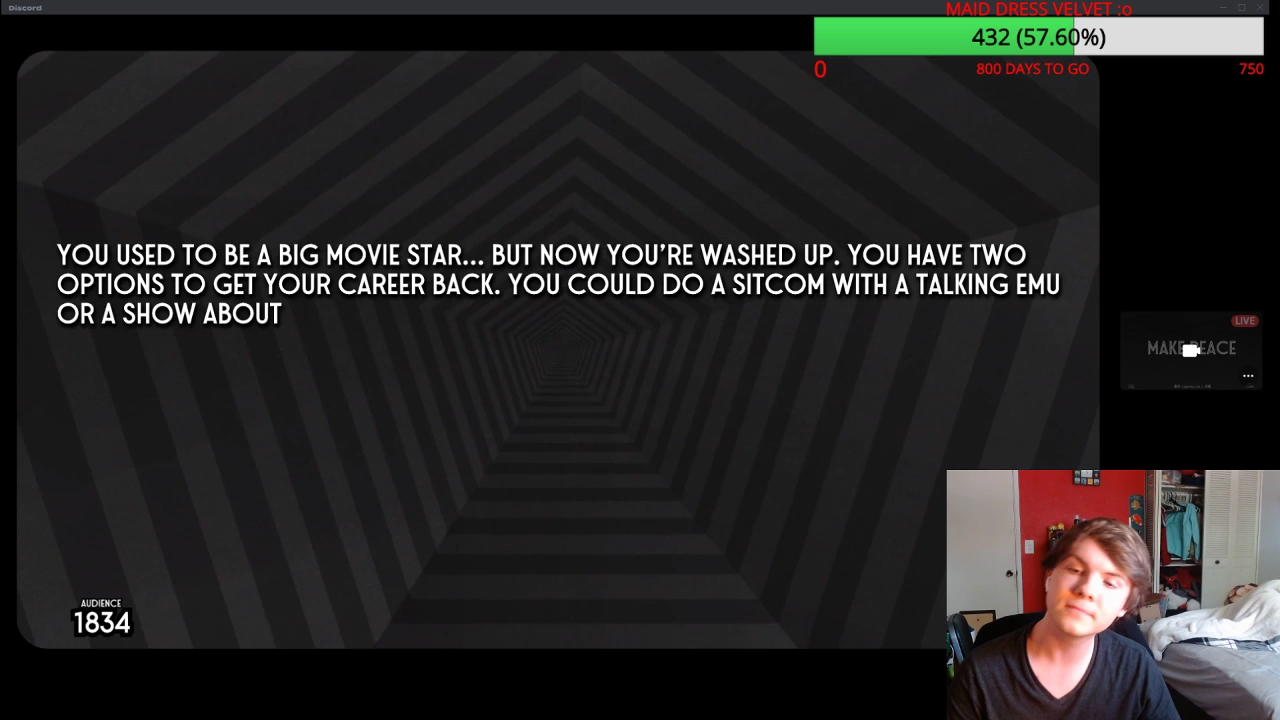 Discord
MAID DRESS VELVET :o
432 (57.60%)
0
800 DAYS TO GO
750
YOU USED TO BE A BIG MOVIE STAR... BUT NOW YOU'RE WASHED UP. YOU HAVE TWO
OPTIONS TO GET YOUR CAREER BACK. YOU COULD DO A SITCOM WITH A TALKING EMU
OR A SHOW ABOUT
LIVE
MAKE PEACE
AUDIENCE
1834